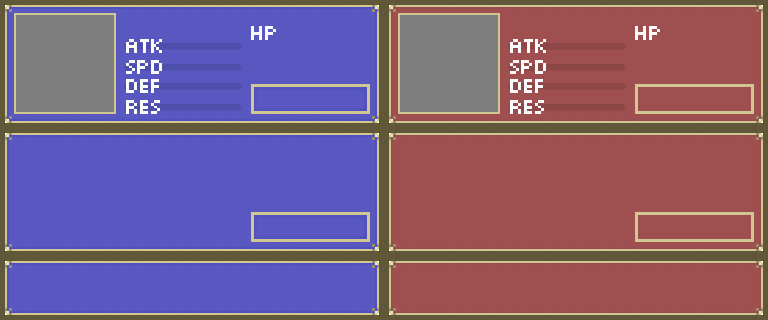 HP
ATK
SPD
DEF
RES
HP
ATK
SPD
DEF
RES